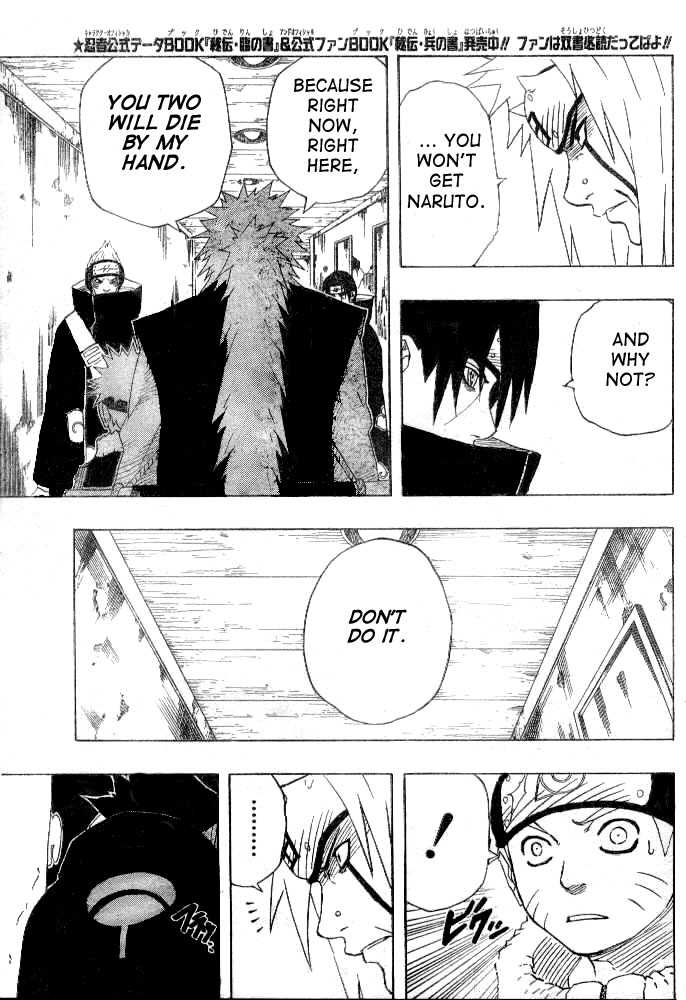 ★忍者公式データBOOK『秘伝・臨の書』&公式ファンBOOK『秘伝・兵の書』発売中!! ファンは双書必読だってばよ!!
... YOU
WON'T
GET
NARUTO.
BECAUSE
RIGHT
NOW,
RIGHT
HERE,
YOU TWO
WILL DIE
BY MY
HAND.
AND
WHY
NOT?
DON'T
DO IT.
!
ビクッ
........